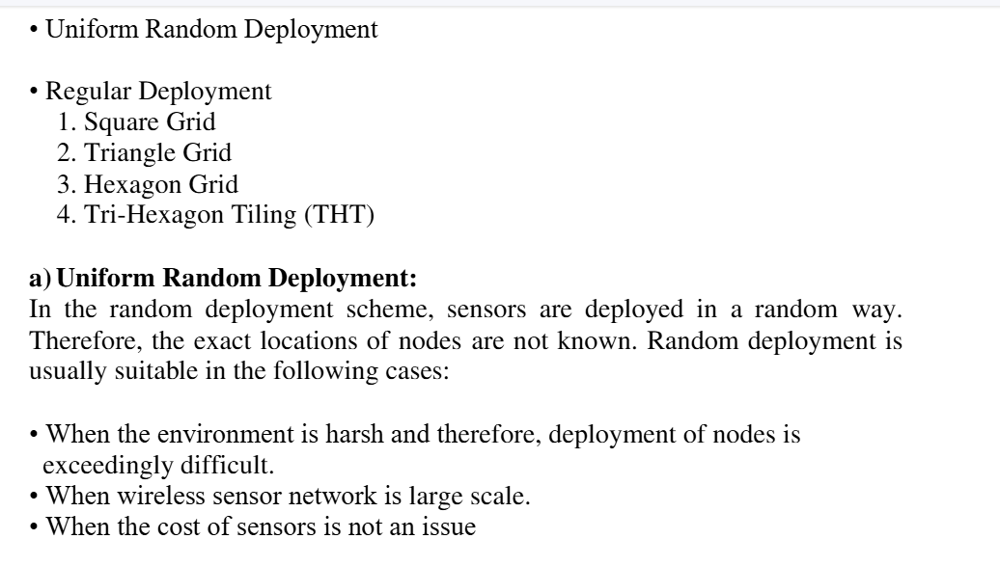 • Uniform Random Deployment
• Regular Deployment
1. Square Grid
2. Triangle Grid
3. Hexagon Grid
4. Tri-Hexagon Tiling (THT)
a) Uniform Random Deployment:
In the random deployment scheme, sensors are deployed in a random way.
Therefore, the exact locations of nodes are not known. Random deployment is
usually suitable in the following cases:
• When the environment is harsh and therefore, deployment of nodes is
exceedingly difficult.
• When wireless sensor network is large scale.
• When the cost of sensors is not an issue